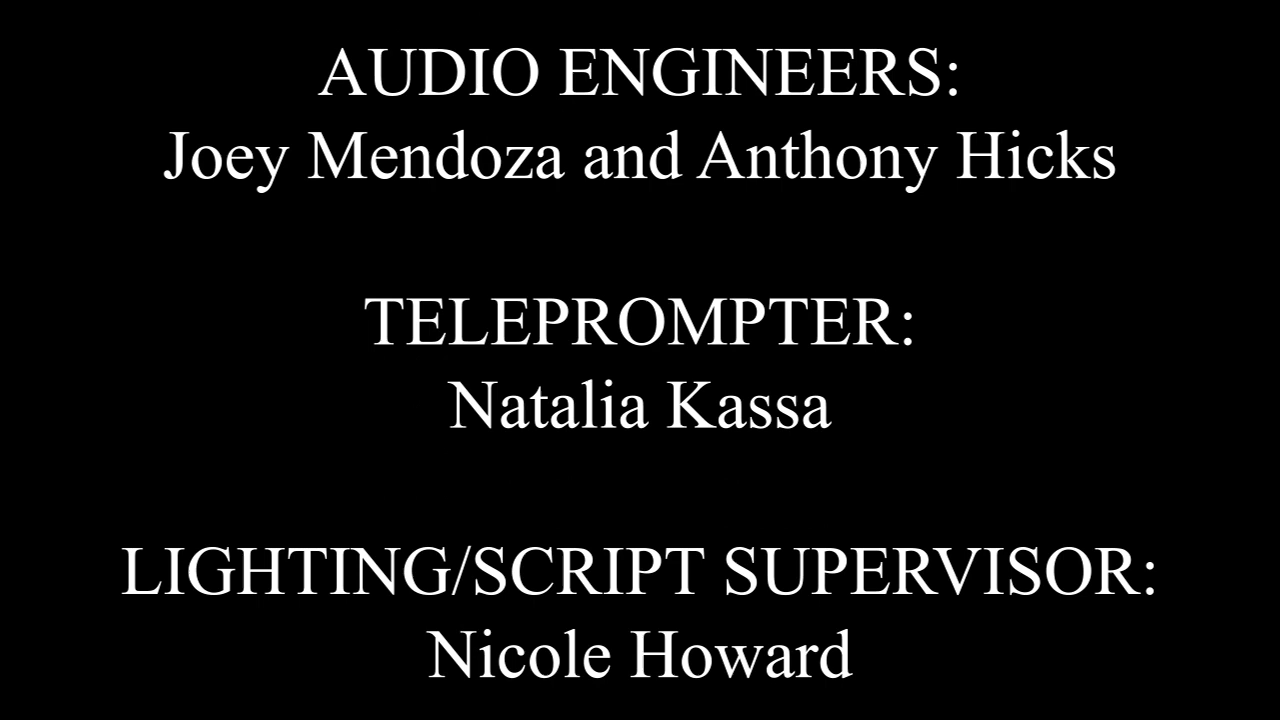 AUDIO ENGINEERS:
Joey Mendoza and Anthony Hicks
TELEPROMPTER:
Natalia Kassa
LIGHTING/SCRIPT SUPERVISOR:
Nicole Howard